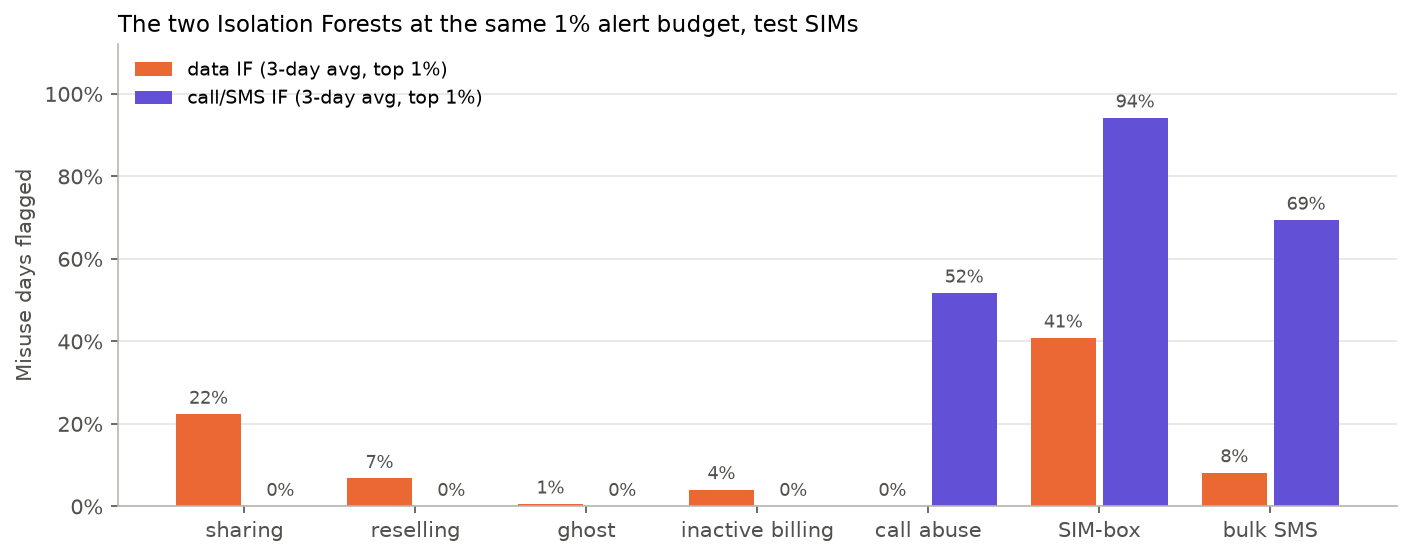 The two Isolation Forests at the same 1% alert budget, test SIMs
data IF (3-day avg, top 1%)
call/SMS IF (3-day avg, top 1%)
Misuse days flagged
100%
80%
60%
40%
20%
0%
22%
0%
7%
0%
1%
0%
4%
0%
0%
52%
41%
94%
8%
69%
sharing
reselling
ghost
inactive billing
call abuse
SIM-box
bulk SMS